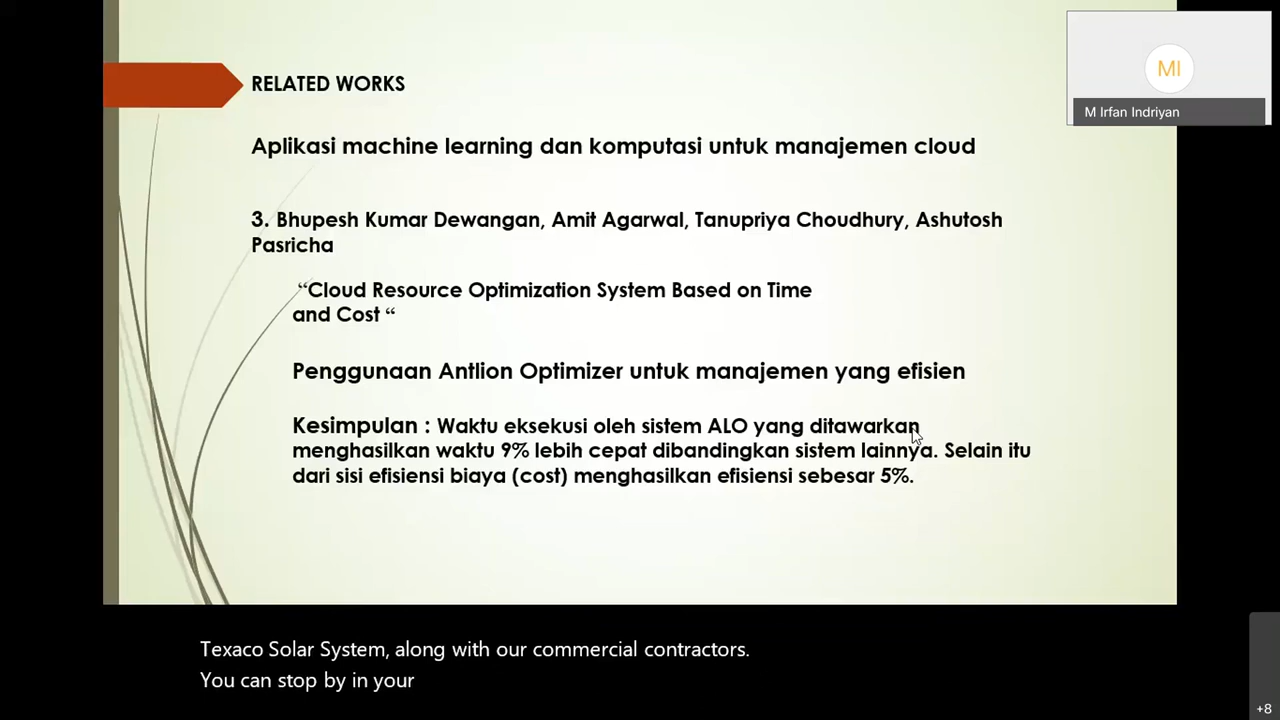 RELATED WORKS
MI
M Irfan Indriyan
Aplikasi machine learning dan komputasi untuk manajemen cloud
3. Bhupesh Kumar Dewangan, Amit Agarwal, Tanupriya Choudhury, Ashutosh
Pasricha
“Cloud Resource Optimization System Based on Time
and Cost “
Penggunaan Antlion Optimizer untuk manajemen yang efisien
Kesimpulan : Waktu eksekusi oleh sistem ALO yang ditawarkan
menghasilkan waktu 9% lebih cepat dibandingkan sistem lainnya. Selain itu
dari sisi efisiensi biaya (cost) menghasilkan efisiensi sebesar 5%.
Texaco Solar System, along with our commercial contractors.
You can stop by in your
+8